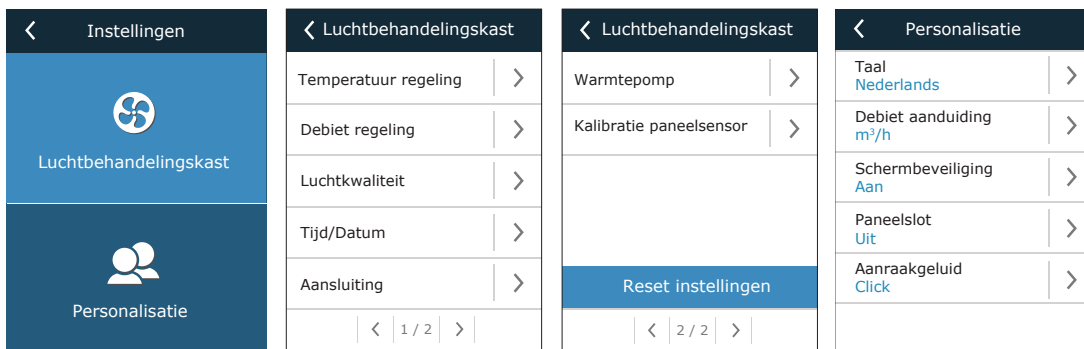 Instellingen
Luchtbehandelingskast
Personalisatie
Luchtbehandelingskast
Temperatuur regeling
Debiet regeling
Luchtkwaliteit
Tijd/Datum
Aansluiting
1 / 2
Luchtbehandelingskast
Warmtepomp
Kalibratie paneelsensor
Reset instellingen
2 / 2
Personalisatie
Taal
Nederlands
Debiet aanduiding
m³/h
Schermbeveiliging
Aan
Paneelslot
Uit
Aanraakgeluid
Click